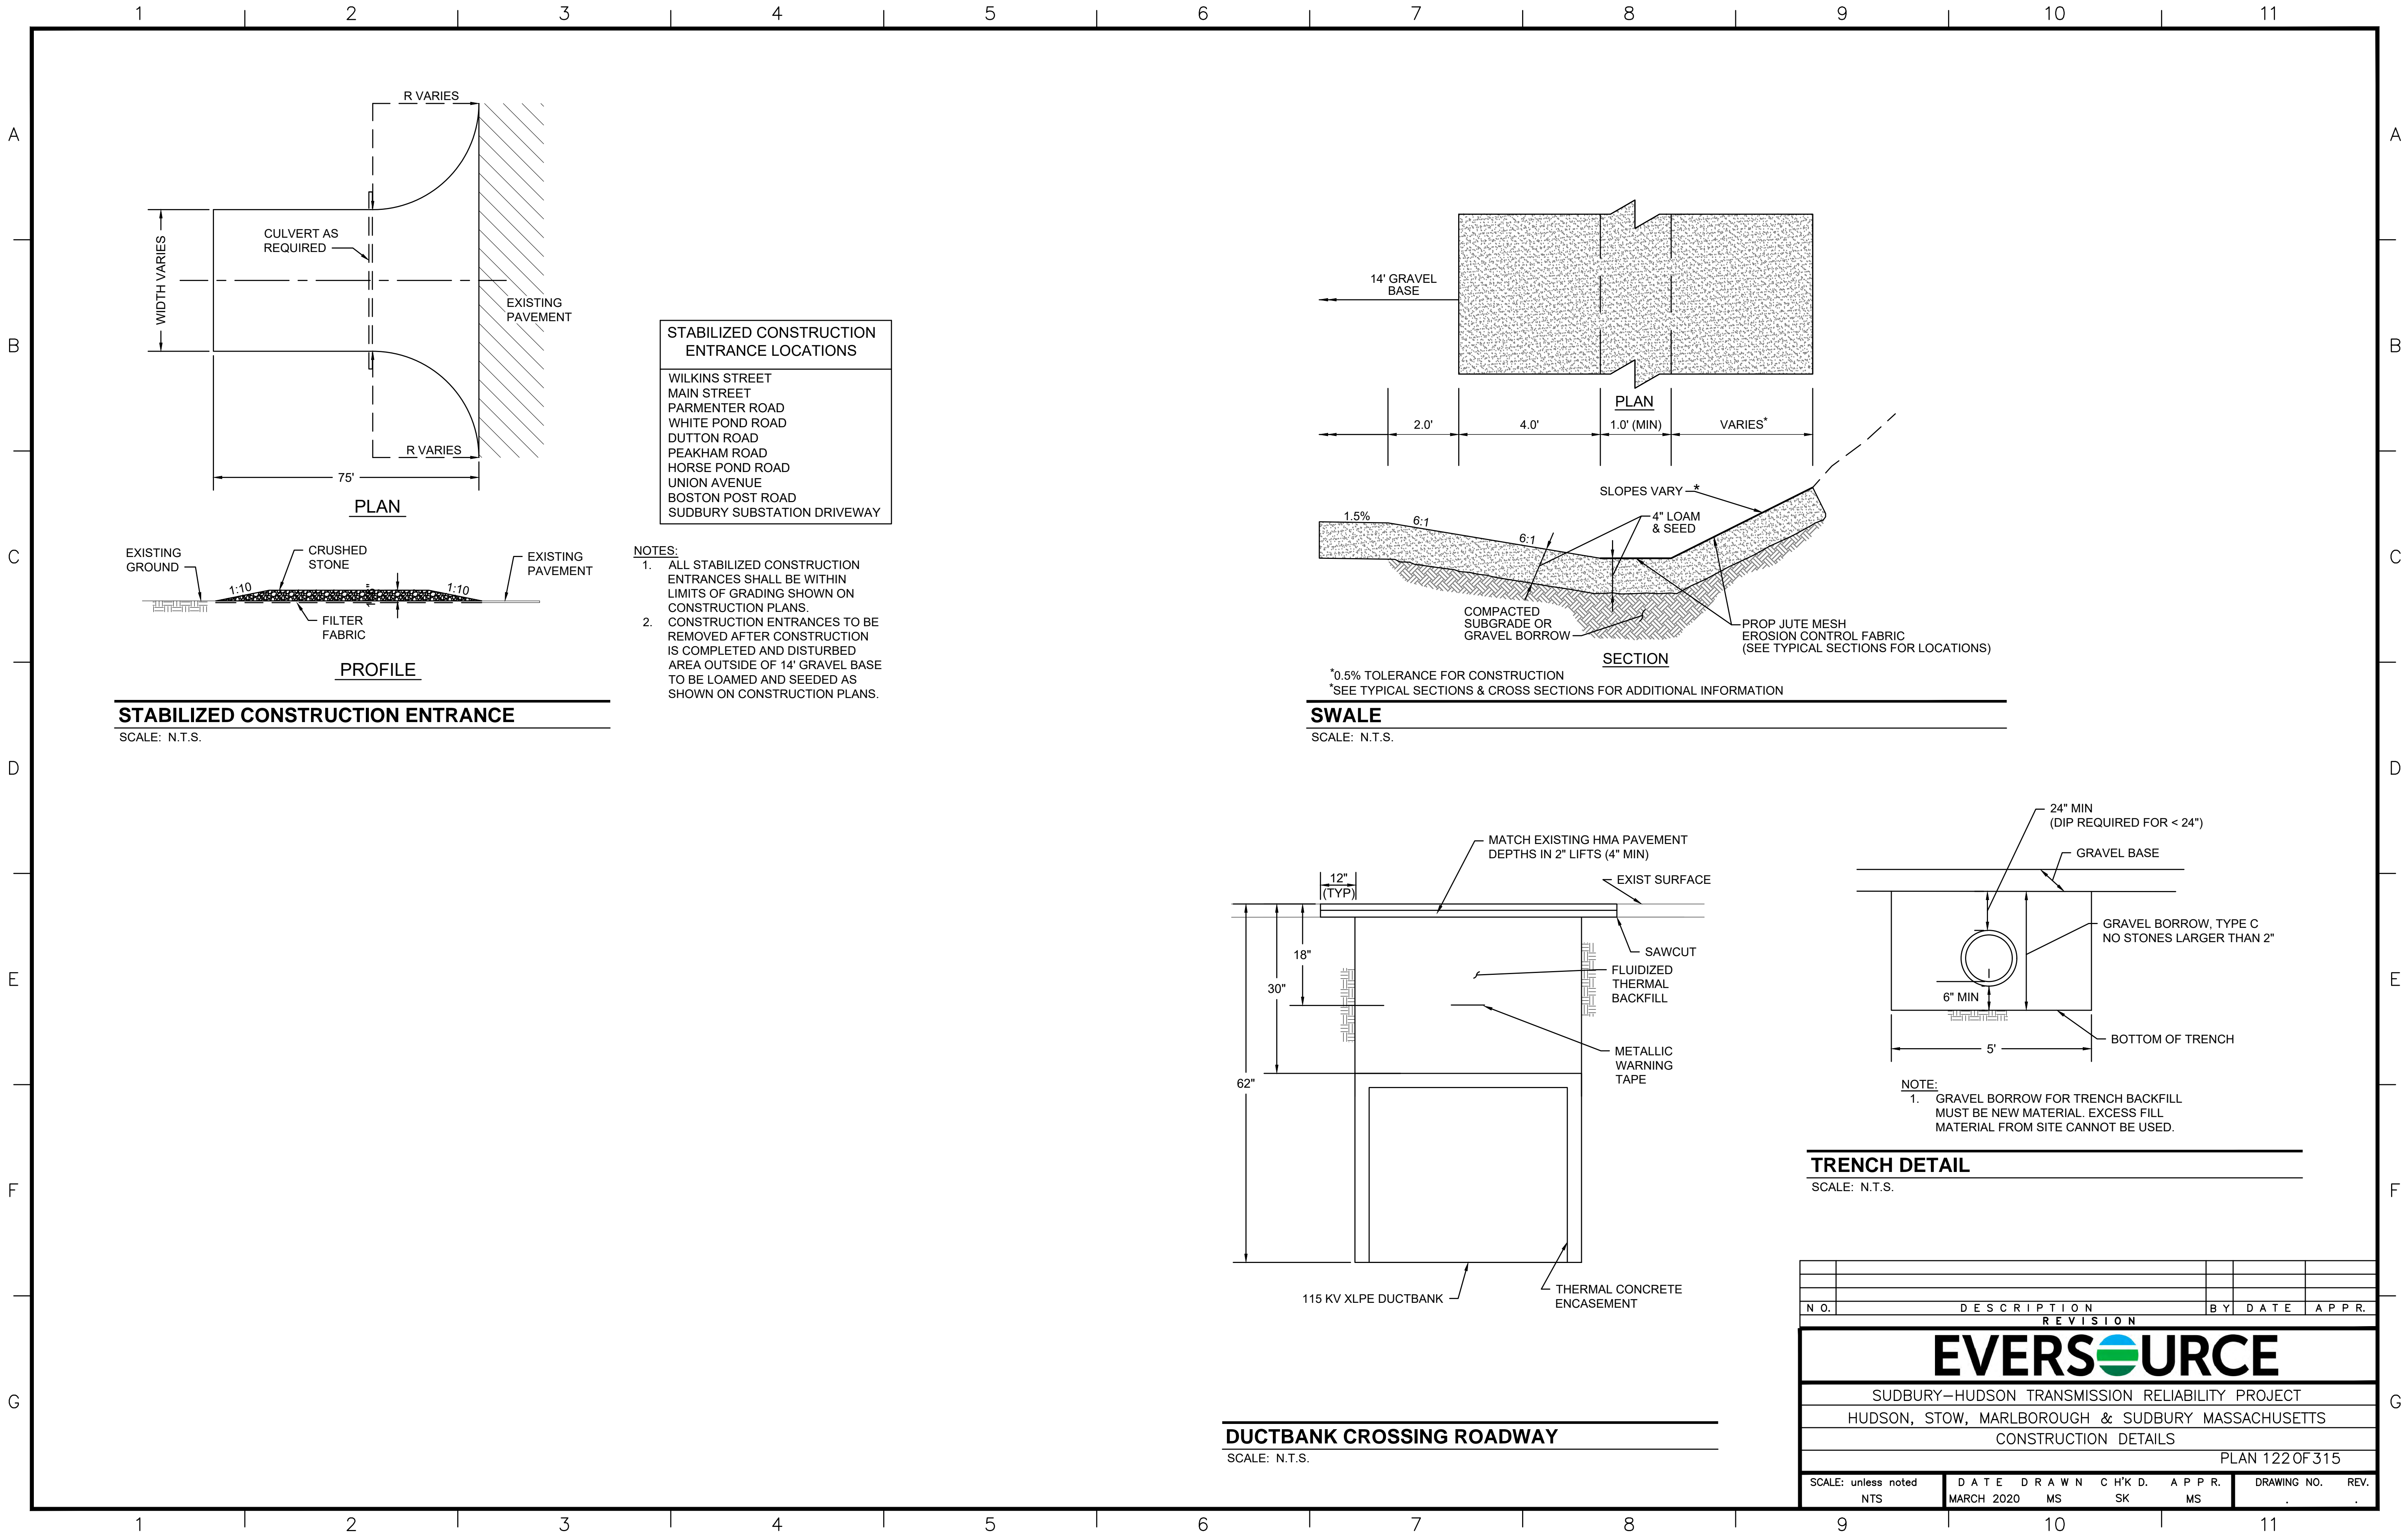 1 2 3 4 5 6 7 8 9 10 11
A
B
C
D
E
F
G
A
B
C
D
E
F
G
R VARIES
WIDTH VARIES
CULVERT AS
REQUIRED
EXISTING
PAVEMENT
R VARIES
75'
PLAN
EXISTING
GROUND
1:10
CRUSHED
STONE
1:10
EXISTING
PAVEMENT
FILTER
FABRIC
PROFILE
STABILIZED CONSTRUCTION ENTRANCE
SCALE: N.T.S.
STABILIZED CONSTRUCTION
ENTRANCE LOCATIONS
WILKINS STREET
MAIN STREET
PARMENTER ROAD
WHITE POND ROAD
DUTTON ROAD
PEAKHAM ROAD
HORSE POND ROAD
UNION AVENUE
BOSTON POST ROAD
SUDBURY SUBSTATION DRIVEWAY
NOTES:
1. ALL STABILIZED CONSTRUCTION
ENTRANCES SHALL BE WITHIN
LIMITS OF GRADING SHOWN ON
CONSTRUCTION PLANS.
2. CONSTRUCTION ENTRANCES TO BE
REMOVED AFTER CONSTRUCTION
IS COMPLETED AND DISTURBED
AREA OUTSIDE OF 14' GRAVEL BASE
TO BE LOAMED AND SEEDED AS
SHOWN ON CONSTRUCTION PLANS.
14' GRAVEL
BASE
PLAN
2.0' 4.0' 1.0' (MIN) VARIES*
SLOPES VARY *
1.5% 6:1
6:1
4" LOAM
& SEED
COMPACTED
SUBGRADE OR
GRAVEL BORROW
PROP JUTE MESH
EROSION CONTROL FABRIC
(SEE TYPICAL SECTIONS FOR LOCATIONS)
SECTION
*0.5% TOLERANCE FOR CONSTRUCTION
*SEE TYPICAL SECTIONS & CROSS SECTIONS FOR ADDITIONAL INFORMATION
SWALE
SCALE: N.T.S.
MATCH EXISTING HMA PAVEMENT
DEPTHS IN 2" LIFTS (4" MIN)
12"
(TYP)
EXIST SURFACE
18"
30"
62"
SAWCUT
FLUIDIZED
THERMAL
BACKFILL
METALLIC
WARNING
TAPE
115 KV XLPE DUCTBANK
THERMAL CONCRETE
ENCASEMENT
DUCTBANK CROSSING ROADWAY
SCALE: N.T.S.
24" MIN
(DIP REQUIRED FOR < 24")
GRAVEL BASE
GRAVEL BORROW, TYPE C
NO STONES LARGER THAN 2"
6" MIN
BOTTOM OF TRENCH
5'
NOTE:
1. GRAVEL BORROW FOR TRENCH BACKFILL
MUST BE NEW MATERIAL. EXCESS FILL
MATERIAL FROM SITE CANNOT BE USED.
TRENCH DETAIL
SCALE: N.T.S.
NO. DESCRIPTION BY DATE APPR.
REVISION
EVERSOURCE
SUDBURY-HUDSON TRANSMISSION RELIABILITY PROJECT
HUDSON, STOW, MARLBOROUGH & SUDBURY MASSACHUSETTS
CONSTRUCTION DETAILS
PLAN 122 OF 315
SCALE: unless noted DATE DRAWN CH'KD. APPR. DRAWING NO. REV.
NTS MARCH 2020 MS SK MS . .
1 2 3 4 5 6 7 8 9 10 11